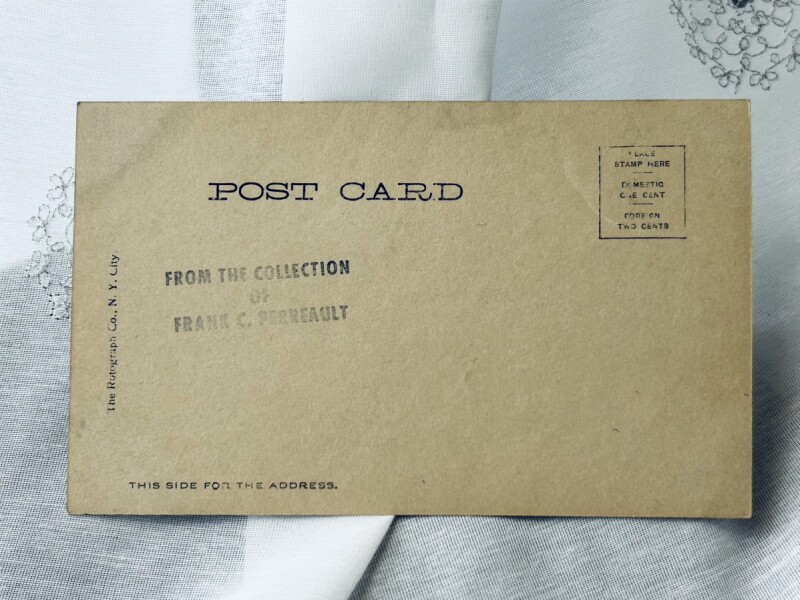 POST CARD
PLACE
STAMP HERE
DOMESTIC
ONE CENT
FOREIGN
TWO CENTS
FROM THE COLLECTION
OF
FRANK C. PERREAULT
The Rotograph Co., N. Y. City.
THIS SIDE FOR THE ADDRESS.